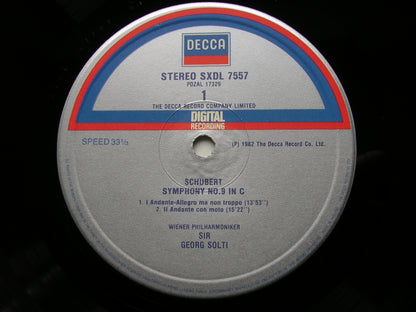 DECCA
STEREO SXDL 7557
PDZAL 17329
1
THE DECCA RECORD COMPANY LIMITED
DIGITAL
RECORDING
SPEED 33⅓
(P) 1982 The Decca Record Co. Ltd.
SCHUBERT
SYMPHONY NO.9 IN C
1. I Andante-Allegro ma non troppo (13'53'')
2. II Andante con moto (15'22'')
WIENER PHILHARMONIKER
SIR
GEORG SOLTI